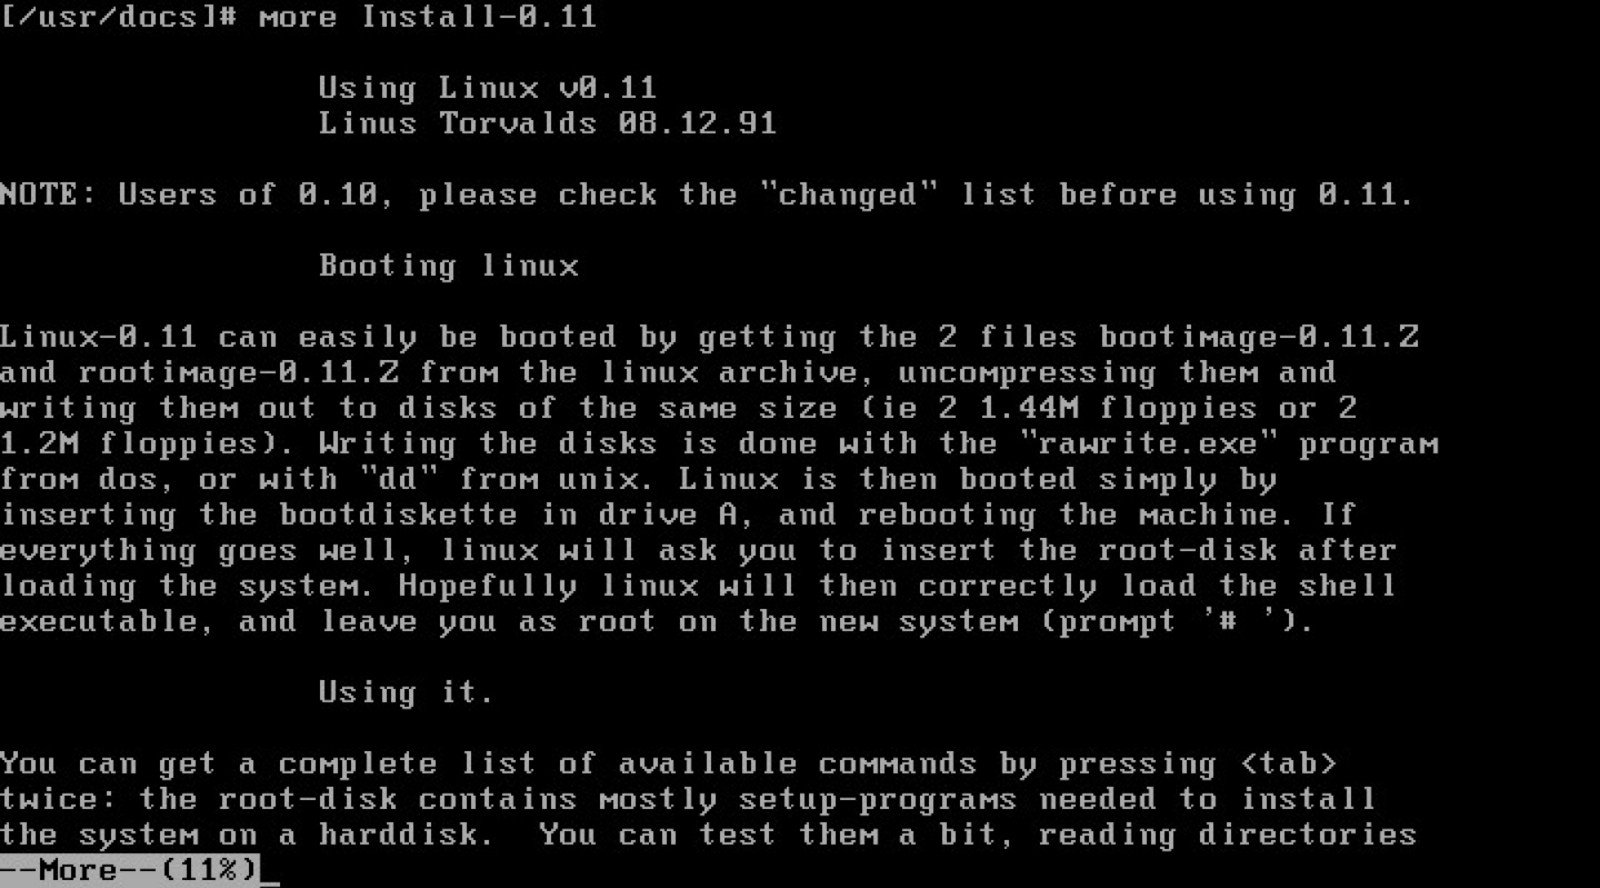 [/usr/docs]# more Install-0.11
Using Linux v0.11
Linus Torvalds 08.12.91
NOTE: Users of 0.10, please check the "changed" list before using 0.11.
Booting linux
Linux-0.11 can easily be booted by getting the 2 files bootimage-0.11.Z
and rootimage-0.11.Z from the linux archive, uncompressing them and
writing them out to disks of the same size (ie 2 1.44M floppies or 2
1.2M floppies). Writing the disks is done with the "rawrite.exe" program
from dos, or with "dd" from unix. Linux is then booted simply by
inserting the bootdiskette in drive A, and rebooting the machine. If
everything goes well, linux will ask you to insert the root-disk after
loading the system. Hopefully linux will then correctly load the shell
executable, and leave you as root on the new system (prompt '# ').
Using it.
You can get a complete list of available commands by pressing <tab>
twice: the root-disk contains mostly setup-programs needed to install
the system on a harddisk.  You can test them a bit, reading directories
--More--(11%)_